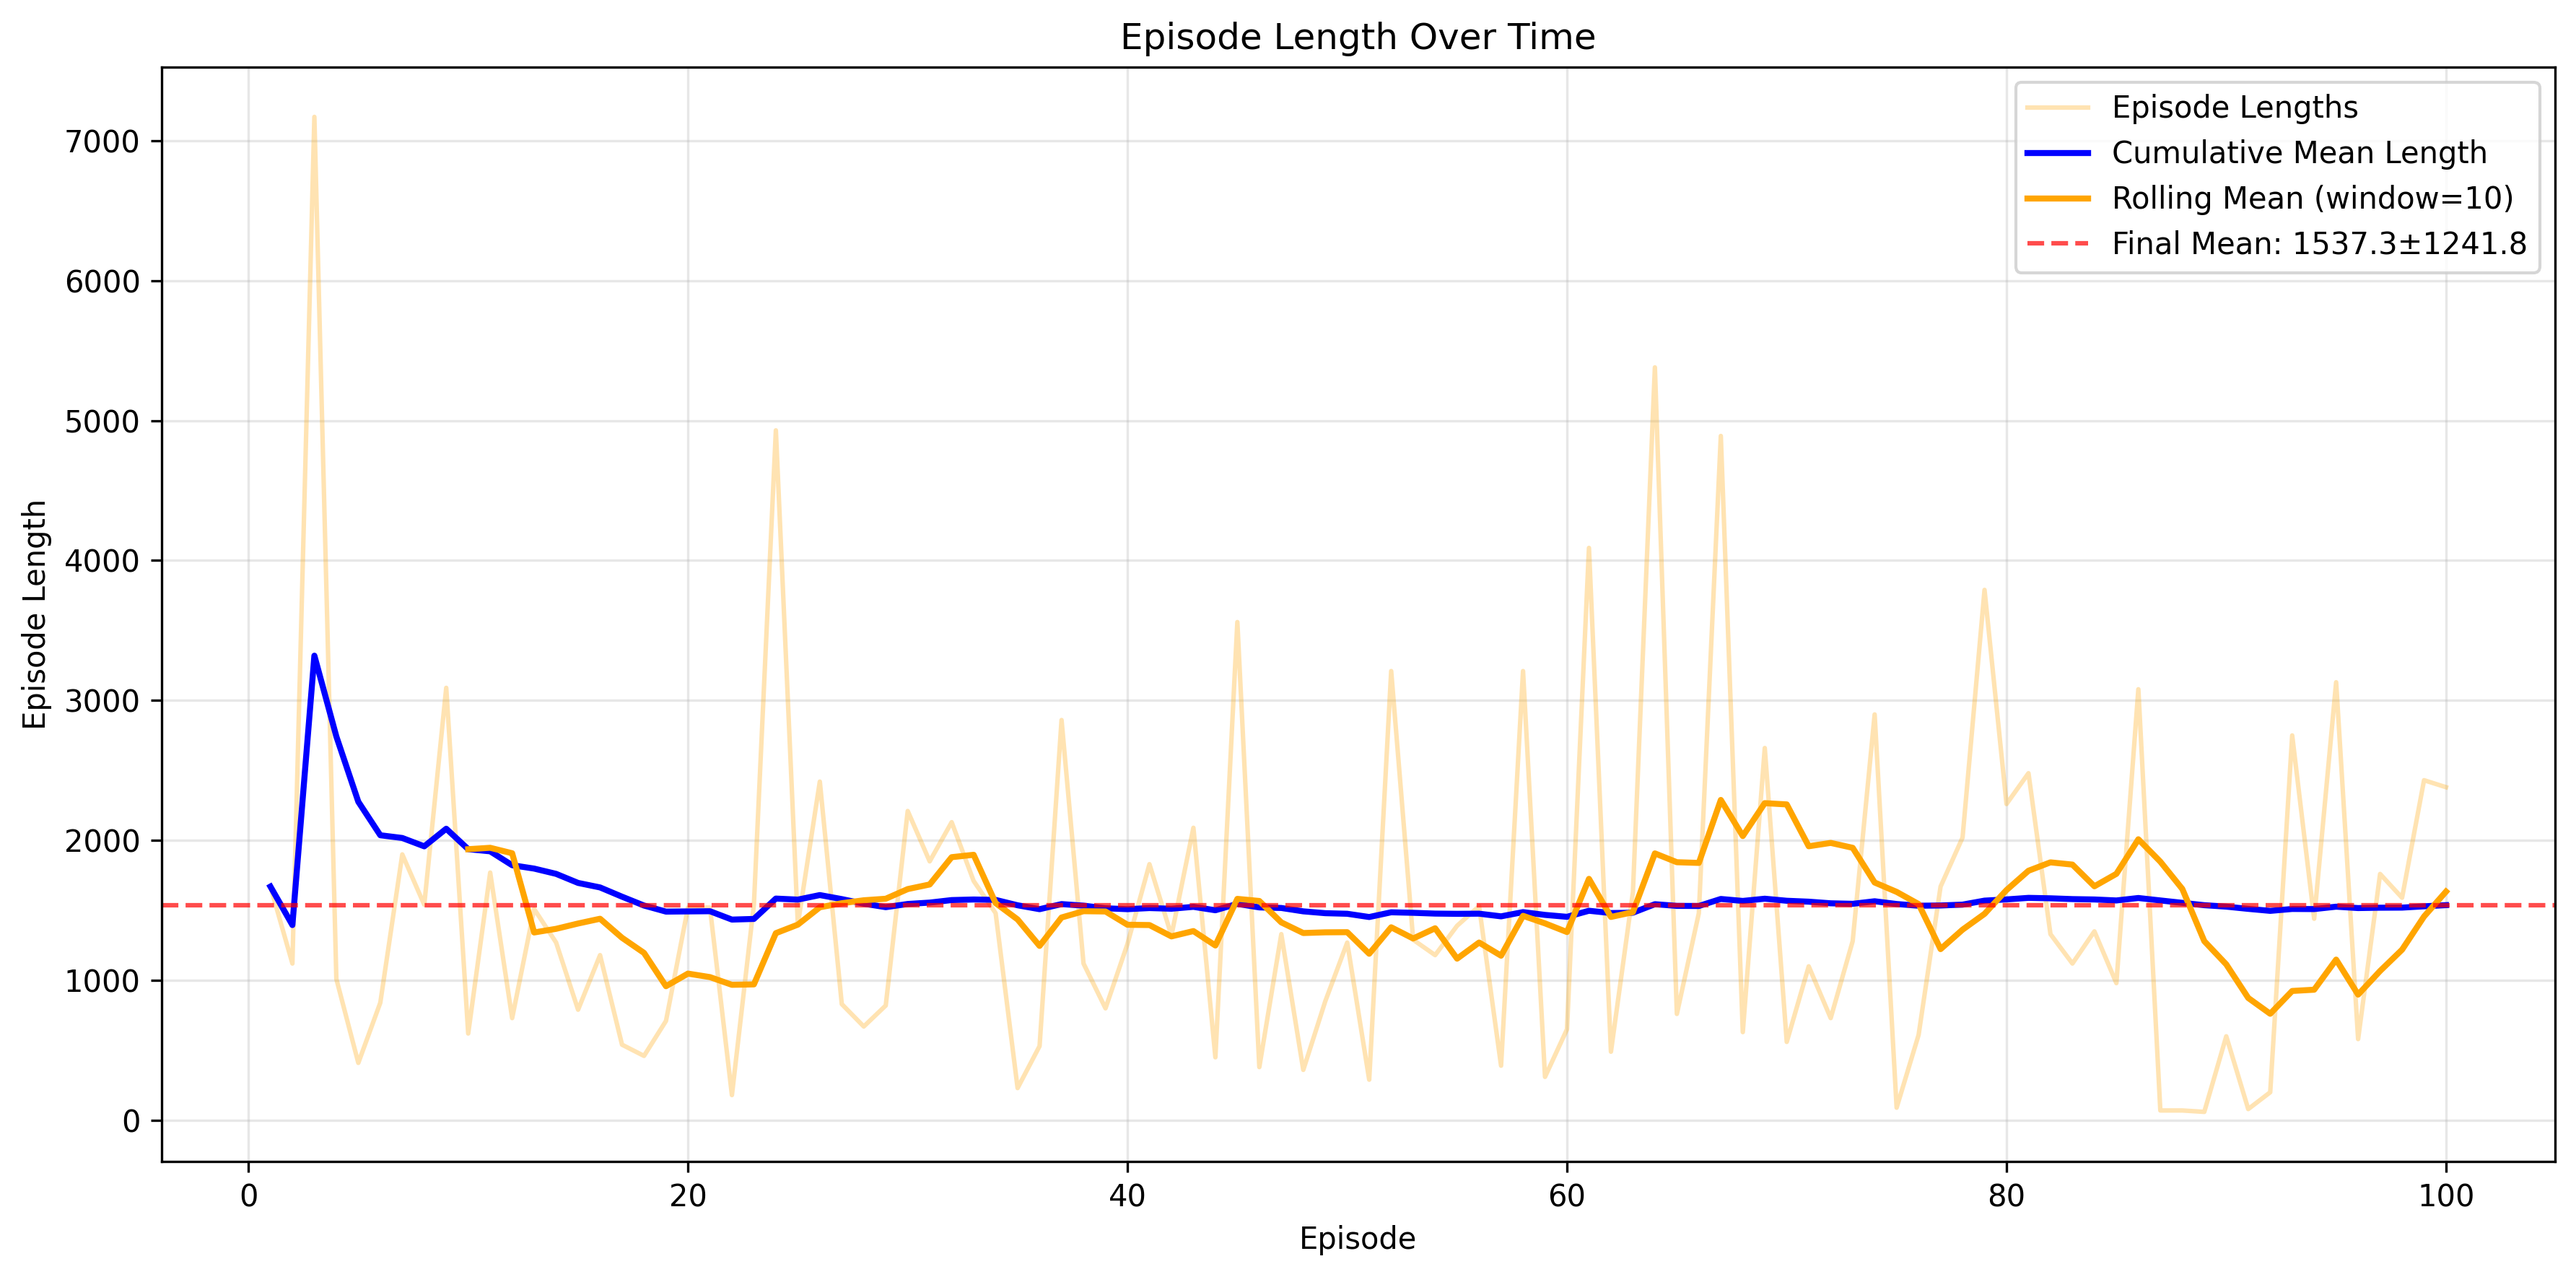 Episode Length Over Time
Episode Lengths
Cumulative Mean Length
Rolling Mean (window=10)
Final Mean: 1537.3±1241.8
Episode Length
7000
6000
5000
4000
3000
2000
1000
0
0 20 40 60 80 100
Episode